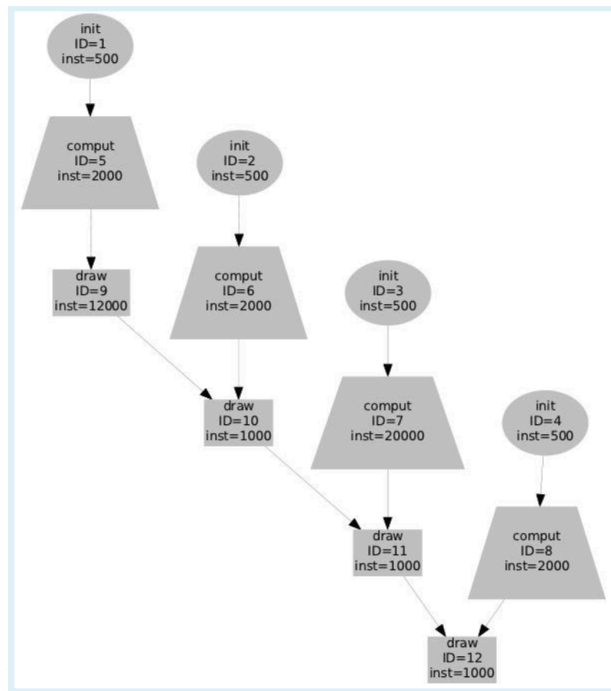 init
ID=1
inst=500
comput
ID=5
inst=2000
init
ID=2
inst=500
draw
ID=9
inst=12000
comput
ID=6
inst=2000
init
ID=3
inst=500
draw
ID=10
inst=1000
comput
ID=7
inst=20000
init
ID=4
inst=500
draw
ID=11
inst=1000
comput
ID=8
inst=2000
draw
ID=12
inst=1000